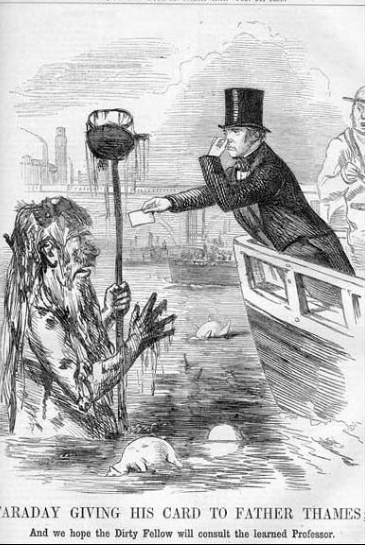 FARADAY GIVING HIS CARD TO FATHER THAMES;
And we hope the Dirty Fellow will consult the learned Professor.